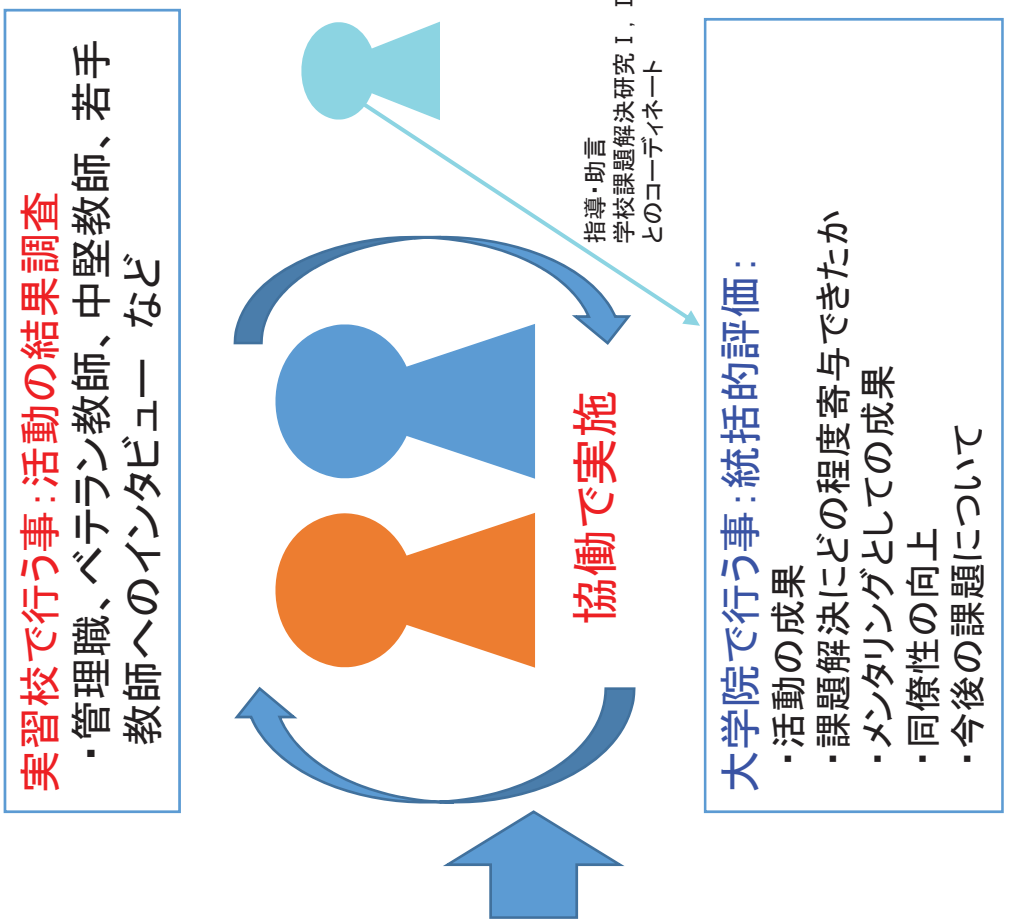 実習校で行う事:活動の結果調査
・管理職、ベテラン教師、中堅教師、若手
教師へのインタビュー など
指導・助言
学校課題解決研究Ⅰ,Ⅰ
とのコーディネート
協働で実施
大学院で行う事:統括的評価:
・活動の成果
・課題解決にどの程度寄与できたか
・メンタリングとしての成果
・同僚性の向上
・今後の課題について